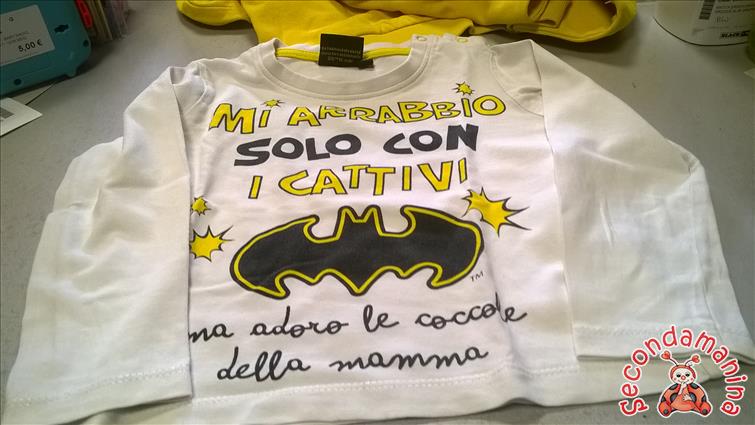 5,00 €
MI ARRABBIO
SOLO CON
I CATTIVI
TM
ma adoro le coccole
della mamma
secondamanina